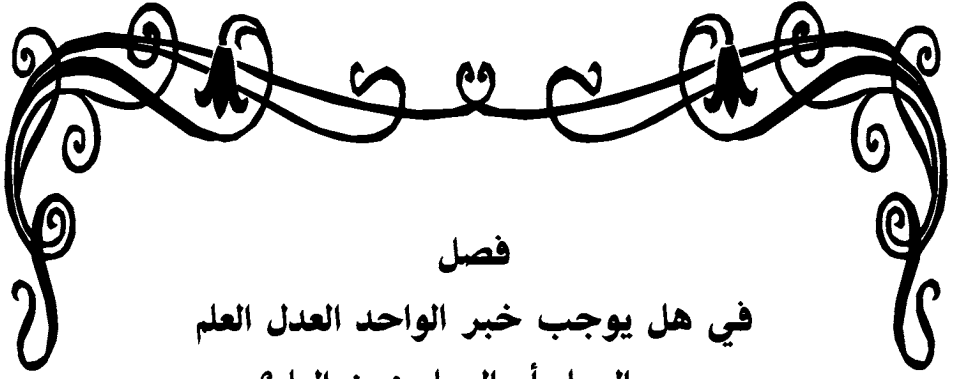 فصل
في هل يوجب خبر الواحد العدل العلم